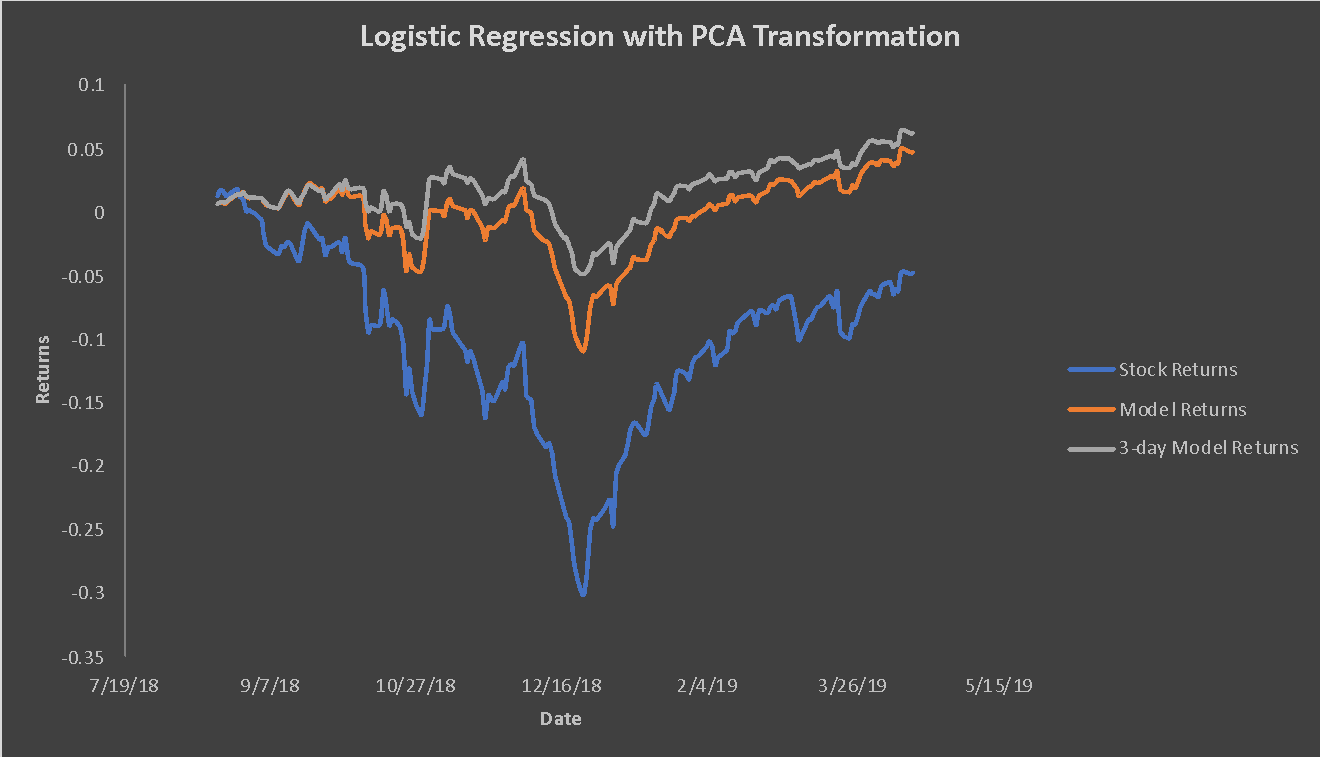 Logistic Regression with PCA Transformation
0.1
0.05
0
-0.05
-0.1
-0.15
-0.2
-0.25
-0.3
-0.35
Returns
7/19/18 9/7/18 10/27/18 12/16/18 2/4/19 3/26/19 5/15/19
Date
Stock Returns
Model Returns
3-day Model Returns